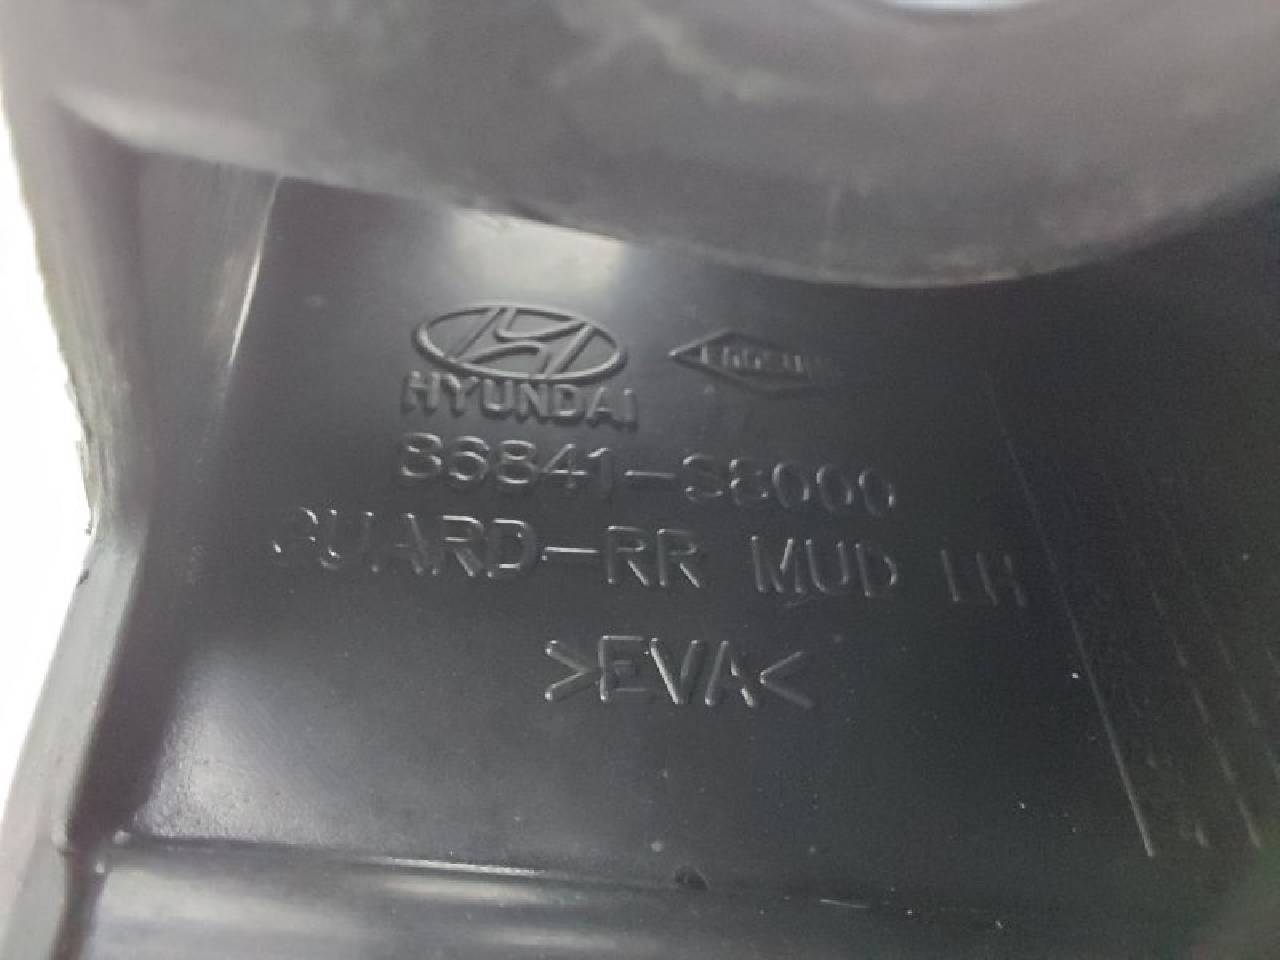 HYUNDAI
86841-S8000
GUARD-RR MUD LH
>EVA<